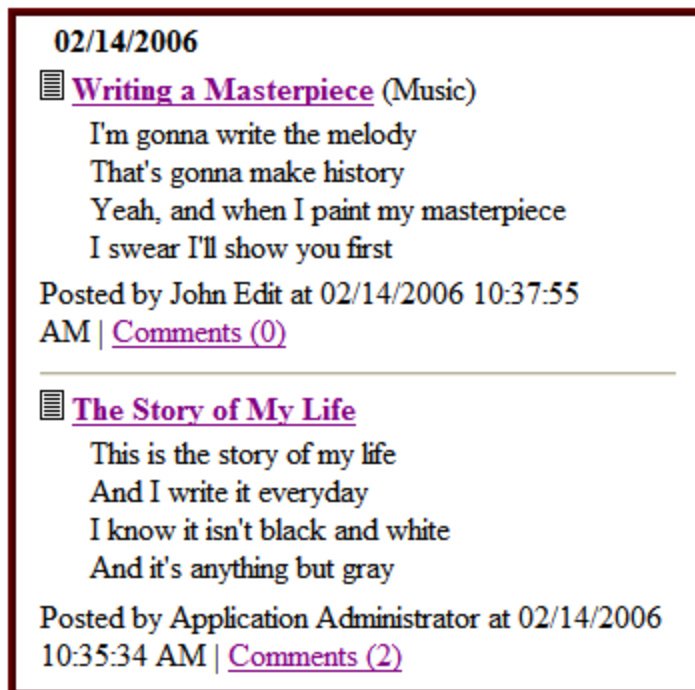 02/14/2006
Writing a Masterpiece (Music)
I'm gonna write the melody
That's gonna make history
Yeah, and when I paint my masterpiece
I swear I'll show you first
Posted by John Edit at 02/14/2006 10:37:55
AM | Comments (0)
The Story of My Life
This is the story of my life
And I write it everyday
I know it isn't black and white
And it's anything but gray
Posted by Application Administrator at 02/14/2006
10:35:34 AM | Comments (2)